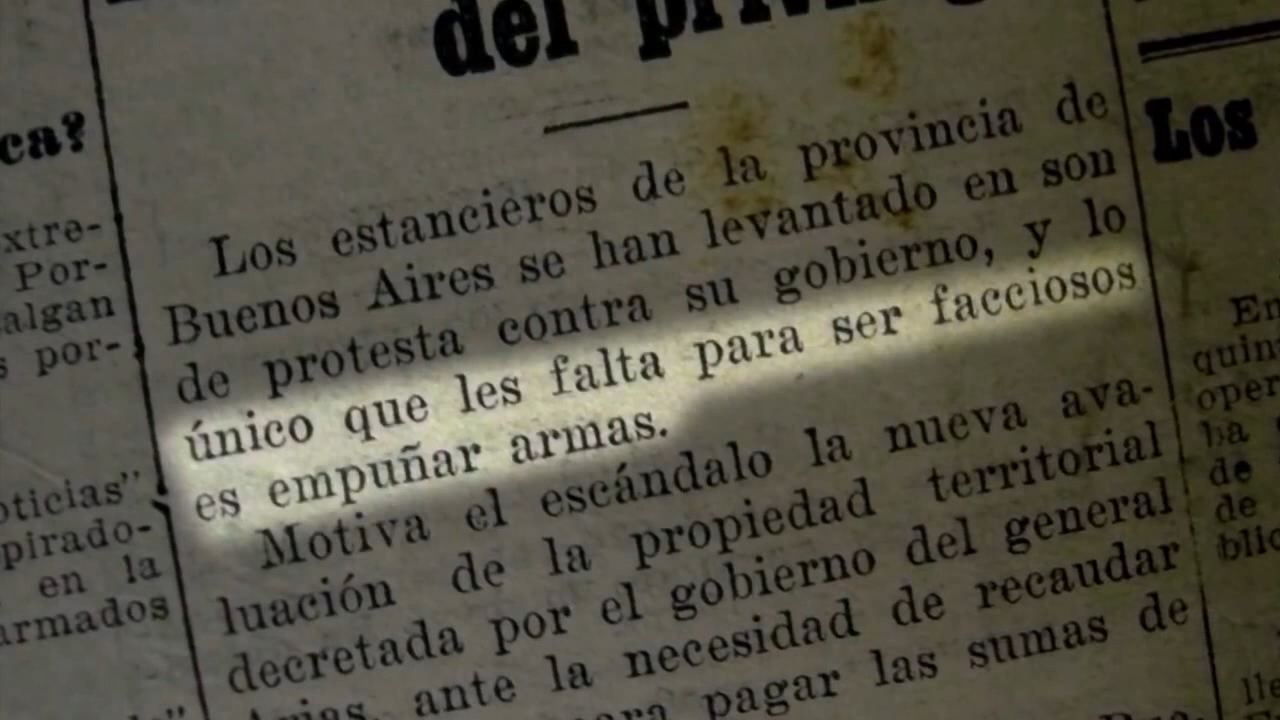 ca?
xtre-
Por-
algan
s por-
oticias"
pirado-
en la
armados
del
Los estancieros de la provincia de
Buenos Aires se han levantado en son
de protesta contra su gobierno, y lo
único que les falta para ser facciosos
es empuñar armas.
Motiva el escándalo la nueva ava-
luación de la propiedad territorial
decretada por el gobierno del general
Arias, ante la necesidad de recaudar
pagar las sumas de
Los
En
quin
oper
ba
de
de
blic
lle